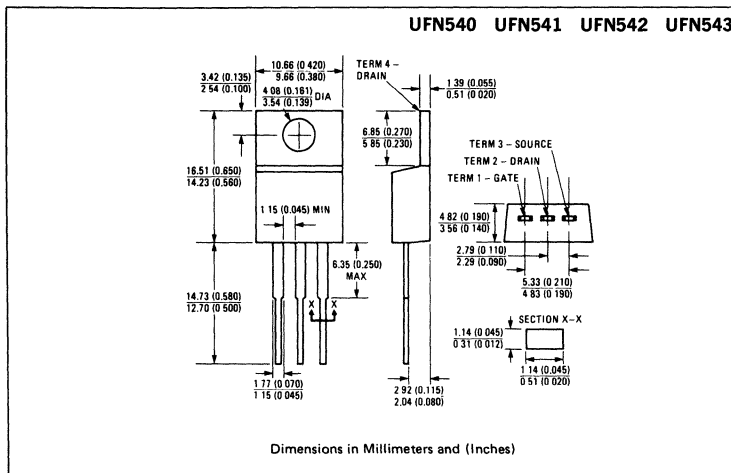 UFN540 UFN541 UFN542 UFN543
10.66 (0 420)
9.66 (0.380)
3.42 (0.135)
2 54 (0.100)
4 08 (0.161)
3.54 (0.139)
DIA
16.51 (0.650)
14.23 (0.560)
1 15 (0.045) MIN
6.35 (0.250)
MAX
14.73 (0.580)
12.70 (0 500)
X X
1 77 (0 070)
1 15 (0 045)
TERM 4 –
DRAIN
1 39 (0.055)
0.51 (0 020)
6.85 (0.270)
5 85 (0.230)
2 92 (0.115)
2.04 (0.080)
TERM 3 – SOURCE
TERM 2 – DRAIN
TERM 1 – GATE
4 82 (0 190)
3 56 (0 140)
2.79 (0 110)
2 29 (0.090)
5.33 (0 210)
4 83 (0 190)
SECTION X–X
1.14 (0 045)
0 31 (0 012)
1 14 (0.045)
0 51 (0 020)
Dimensions in Millimeters and (Inches)